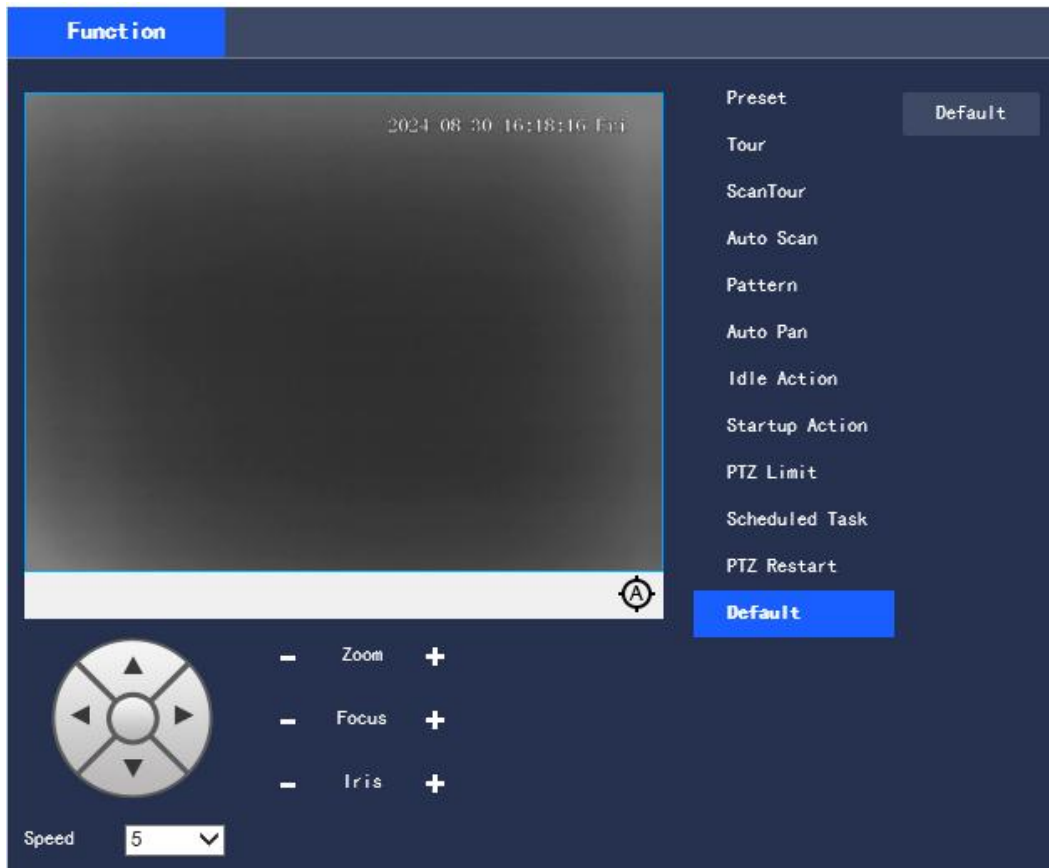 Function
2024-08-30 16:18:16 Fri
Preset
Default
Tour
ScanTour
Auto Scan
Pattern
Auto Pan
Idle Action
Startup Action
PTZ Limit
Scheduled Task
PTZ Restart
Default
A
- Zoom +
- Focus +
- Iris +
Speed 5